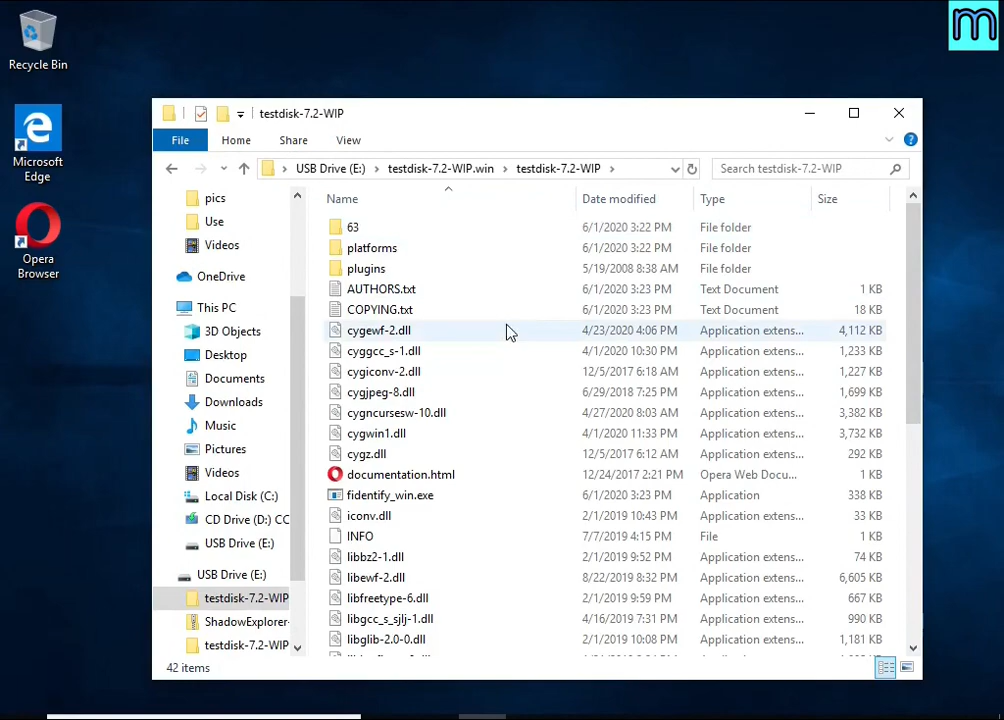 m
Recycle Bin
Microsoft
Edge
Opera
Browser
testdisk-7.2-WIP
File Home Share View
USB Drive (E:) testdisk-7.2-WIP.win testdisk-7.2-WIP
Search testdisk-7.2-WIP
pics
Use
Videos
OneDrive
This PC
3D Objects
Desktop
Documents
Downloads
Music
Pictures
Videos
Local Disk (C:)
CD Drive (D:) CC
USB Drive (E:)
USB Drive (E:)
testdisk-7.2-WIP
ShadowExplorer-
testdisk-7.2-WIP
Name Date modified Type Size
63 6/1/2020 3:22 PM File folder
platforms 6/1/2020 3:22 PM File folder
plugins 5/19/2008 8:38 AM File folder
AUTHORS.txt 6/1/2020 3:23 PM Text Document 1 KB
COPYING.txt 6/1/2020 3:23 PM Text Document 18 KB
cygewf-2.dll 4/23/2020 4:06 PM Application extens... 4,112 KB
cyggcc_s-1.dll 4/1/2020 10:30 PM Application extens... 1,233 KB
cygiconv-2.dll 12/5/2017 6:18 AM Application extens... 1,227 KB
cygjpeg-8.dll 6/29/2018 7:25 PM Application extens... 1,699 KB
cygncursesw-10.dll 4/27/2020 8:03 AM Application extens... 3,382 KB
cygwin1.dll 4/1/2020 11:33 PM Application extens... 3,732 KB
cygz.dll 12/5/2017 6:12 AM Application extens... 292 KB
documentation.html 12/24/2017 2:21 PM Opera Web Docu... 1 KB
fidentify_win.exe 6/1/2020 3:23 PM Application 338 KB
iconv.dll 2/1/2019 10:43 PM Application extens... 33 KB
INFO 7/7/2019 4:15 PM File 1 KB
libbz2-1.dll 2/1/2019 9:52 PM Application extens... 74 KB
libewf-2.dll 8/22/2019 8:32 PM Application extens... 6,605 KB
libfreetype-6.dll 2/1/2019 9:59 PM Application extens... 667 KB
libgcc_s_sjlj-1.dll 4/16/2019 7:31 PM Application extens... 990 KB
libglib-2.0-0.dll 2/1/2019 10:08 PM Application extens... 1,181 KB
42 items